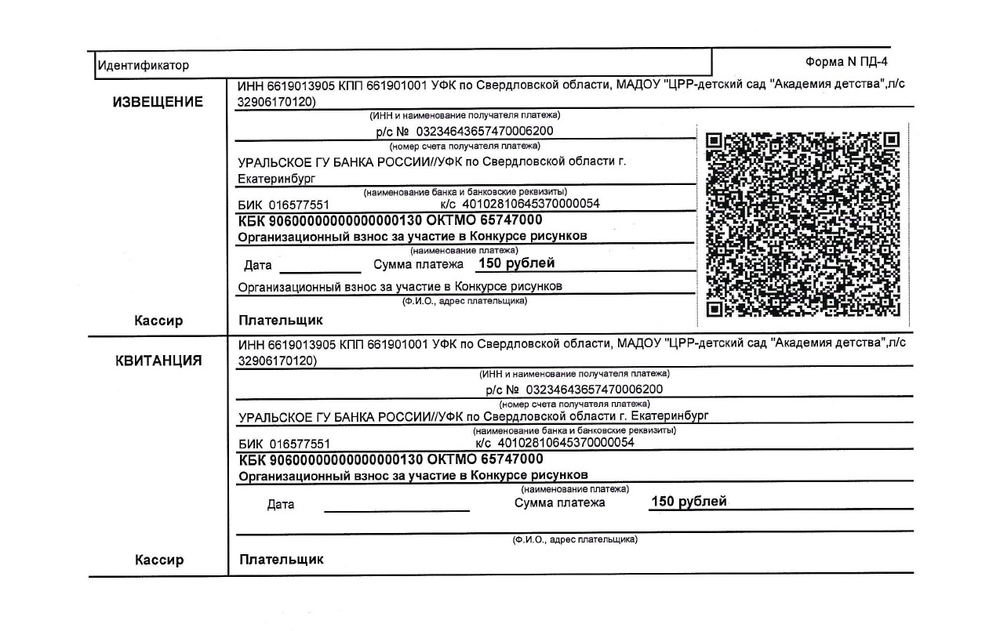 Идентификатор
Форма N ПД-4
ИЗВЕЩЕНИЕ
ИНН 6619013905 КПП 661901001 УФК по Свердловской области, МАДОУ "ЦРР-детский сад "Академия детства",л/с
32906170120)
(ИНН и наименование получателя платежа)
р/с № 03234643657470006200
(номер счета получателя платежа)
УРАЛЬСКОЕ ГУ БАНКА РОССИИ//УФК по Свердловской области г.
Екатеринбург
(наименование банка и банковские реквизиты)
БИК 016577551 к/с 40102810645370000054
КБК 90600000000000000130 ОКТМО 65747000
Организационный взнос за участие в Конкурсе рисунков
(наименование платежа)
Дата Сумма платежа 150 рублей
Организационный взнос за участие в Конкурсе рисунков
(Ф.И.О., адрес плательщика)
Кассир
Плательщик
КВИТАНЦИЯ
ИНН 6619013905 КПП 661901001 УФК по Свердловской области, МАДОУ "ЦРР-детский сад "Академия детства",л/с
32906170120)
(ИНН и наименование получателя платежа)
р/с № 03234643657470006200
(номер счета получателя платежа)
УРАЛЬСКОЕ ГУ БАНКА РОССИИ//УФК по Свердловской области г. Екатеринбург
(наименование банка и банковские реквизиты)
БИК 016577551 к/с 40102810645370000054
КБК 90600000000000000130 ОКТМО 65747000
Организационный взнос за участие в Конкурсе рисунков
(наименование платежа)
Дата Сумма платежа 150 рублей
(Ф.И.О., адрес плательщика)
Кассир
Плательщик